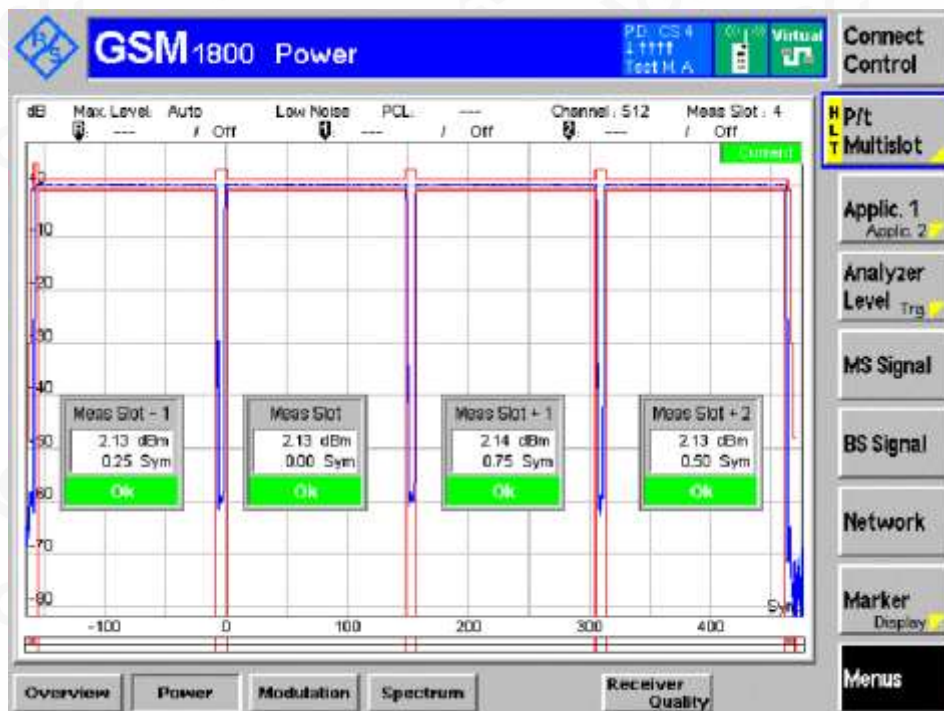 R S
GSM 1800 Power
PD: CS4
Test M. A
Virtual
Connect
Control
dB Max. Level: Auto Low Noise PCL: --- Channel: 512 Meas Slot: 4
R: --- / Off 1 --- / Off 2: --- / Off
Current
H L T
P/t
Multislot
Applic. 1
Applic. 2
Analyzer
Level Trg
MS Signal
BS Signal
Network
Marker
Display
Menus
-10
-20
-30
-40
-50
-60
-70
-80
Meas Slot - 1
2.13 dBm
0.25 Sym
Ok
Meas Slot
2.13 dBm
0.00 Sym
Ok
Meas Slot + 1
2.14 dBm
0.75 Sym
Ok
Meas Slot + 2
2.13 dBm
0.50 Sym
Ok
Sym
-100 0 100 200 300 400
Overview Power Modulation Spectrum Receiver Quality